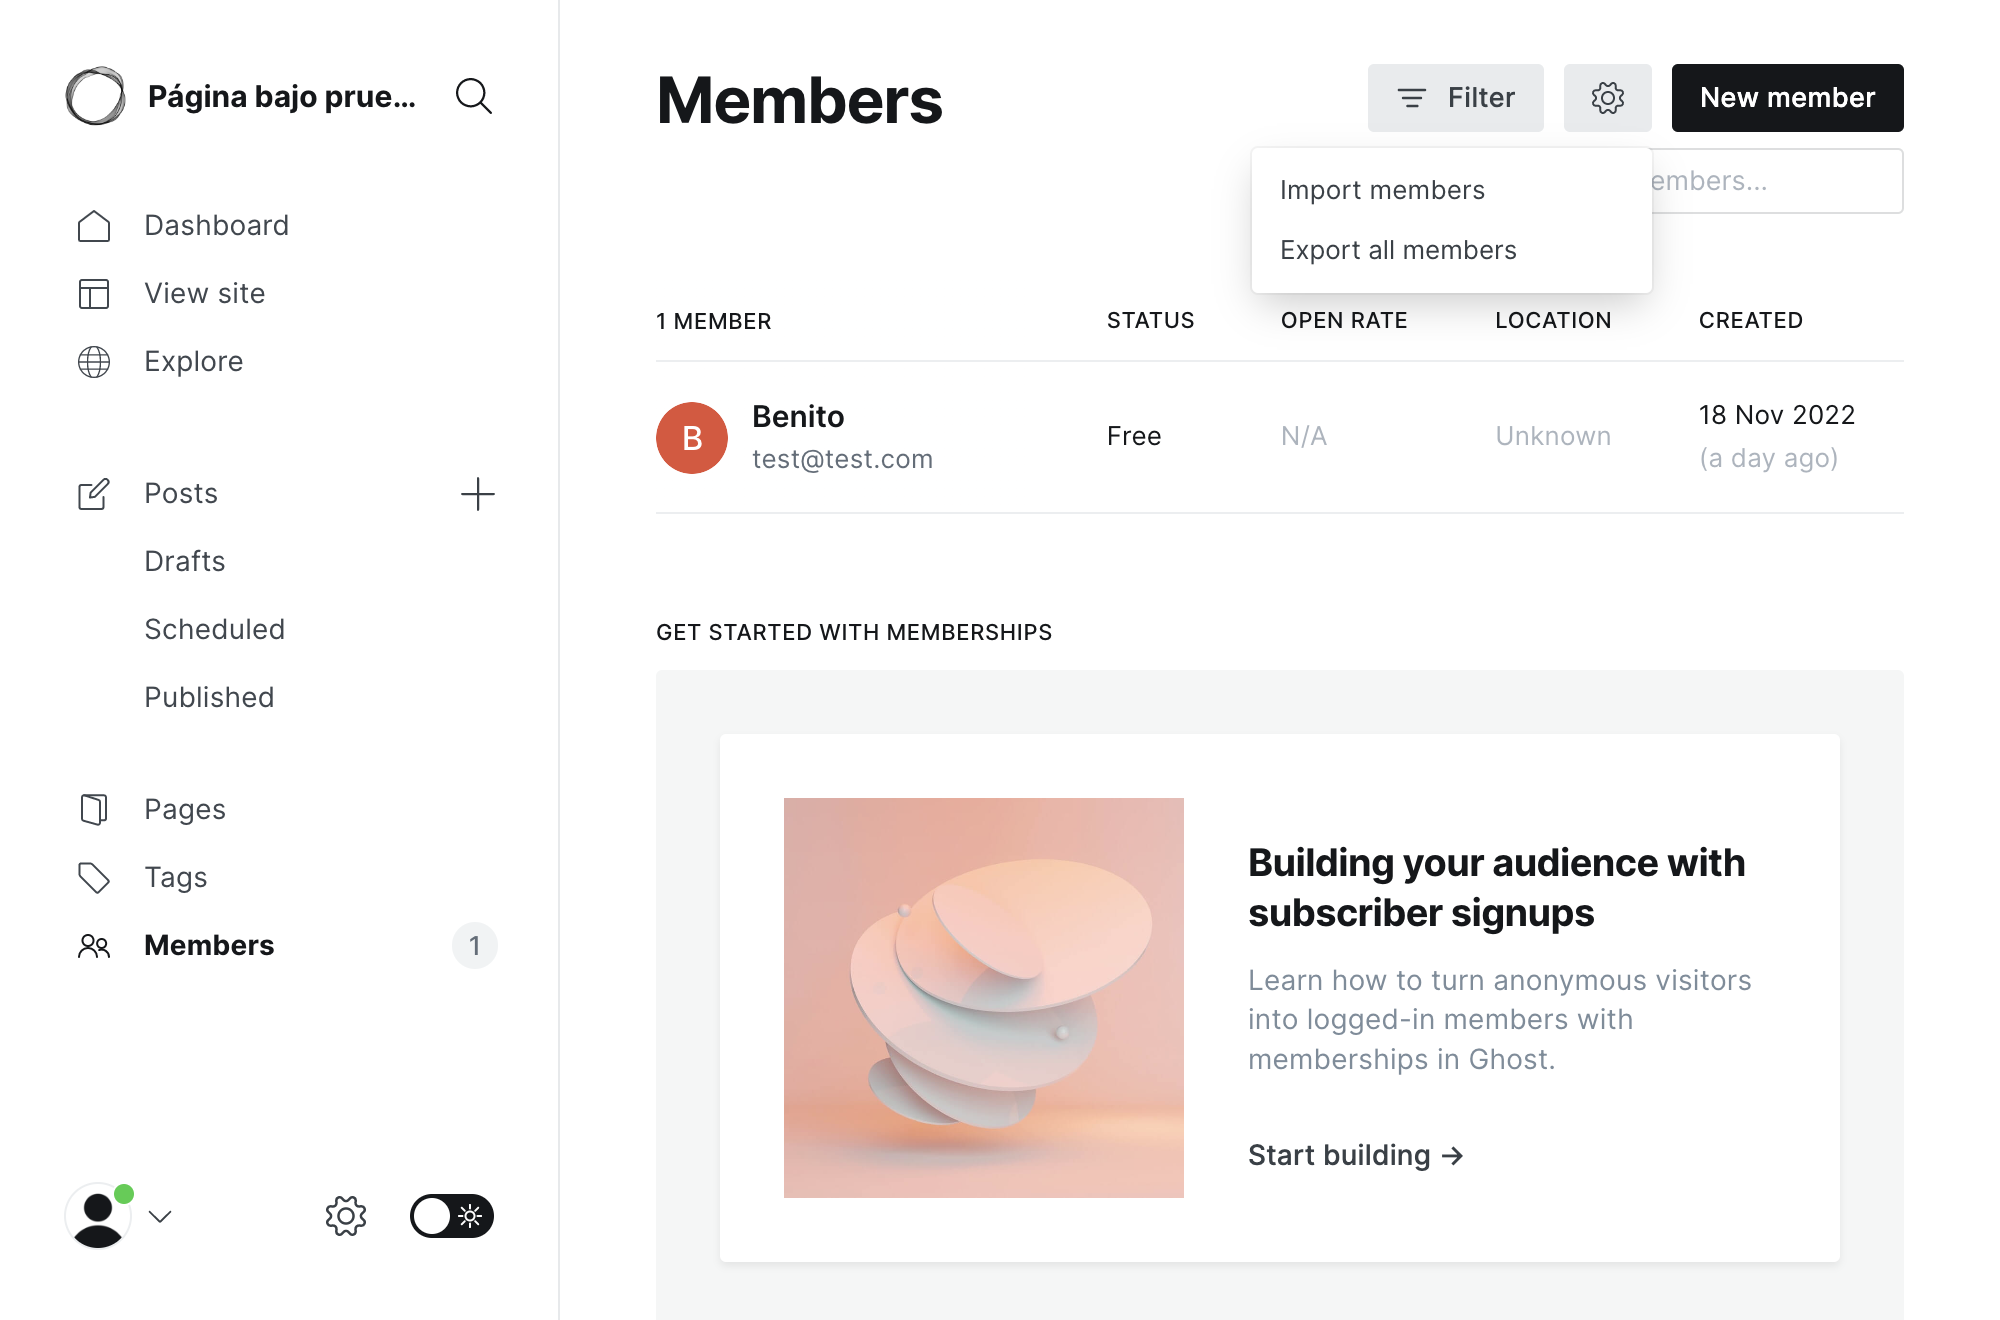 Página bajo prue...
Dashboard
View site
Explore
Posts
Drafts
Scheduled
Published
Pages
Tags
Members 1
Members
Filter
New member
embers...
Import members
Export all members
1 MEMBER STATUS OPEN RATE LOCATION CREATED
B
Benito
test@test.com
Free
N/A
Unknown
18 Nov 2022
(a day ago)
GET STARTED WITH MEMBERSHIPS
Building your audience with
subscriber signups
Learn how to turn anonymous visitors
into logged-in members with
memberships in Ghost.
Start building →